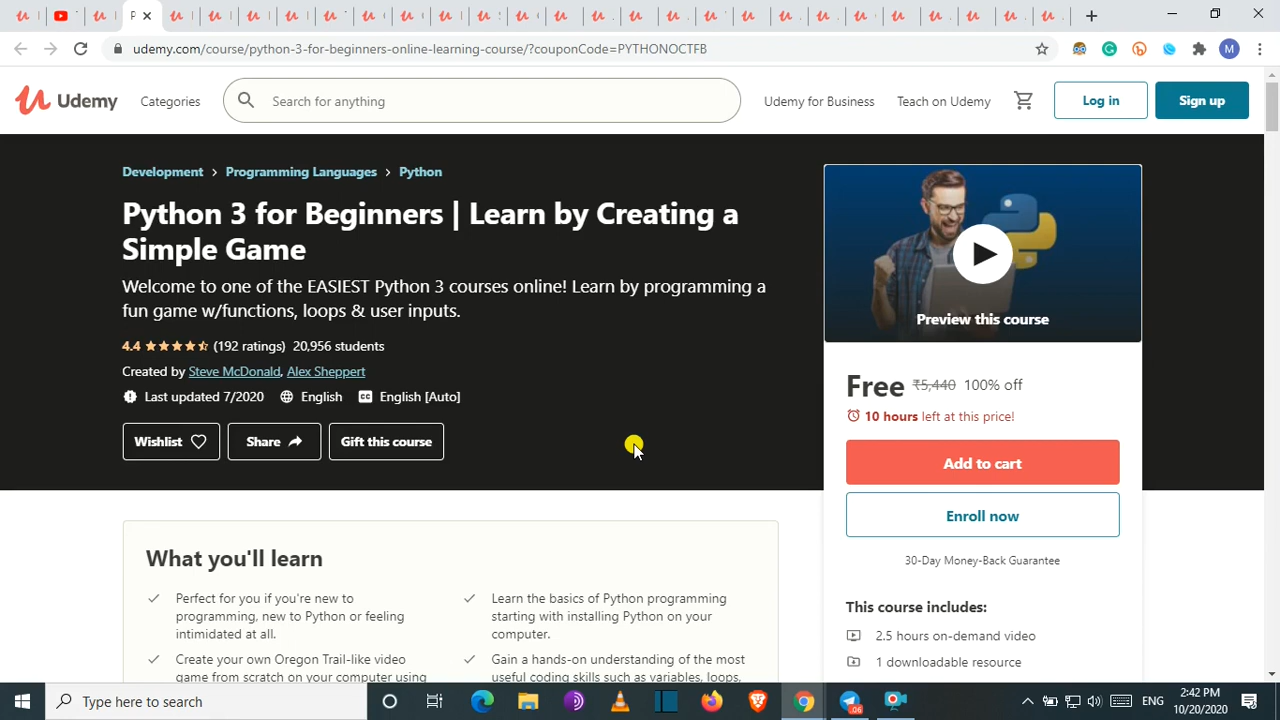 P
udemy.com/course/python-3-for-beginners-online-learning-course/?couponCode=PYTHONOCTFB
M
Udemy
Categories
Search for anything
Udemy for Business
Teach on Udemy
Log in
Sign up
Development > Programming Languages > Python
Python 3 for Beginners | Learn by Creating a
Simple Game
Welcome to one of the EASIEST Python 3 courses online! Learn by programming a
fun game w/functions, loops & user inputs.
4.4 (192 ratings) 20,956 students
Created by Steve McDonald, Alex Sheppert
Last updated 7/2020 English CC English [Auto]
Wishlist
Share
Gift this course
Preview this course
Free ₹5,440 100% off
10 hours left at this price!
Add to cart
Enroll now
30-Day Money-Back Guarantee
This course includes:
2.5 hours on-demand video
1 downloadable resource
What you'll learn
Perfect for you if you're new to
programming, new to Python or feeling
intimidated at all.
Create your own Oregon Trail-like video
game from scratch on your computer using
Learn the basics of Python programming
starting with installing Python on your
computer.
Gain a hands-on understanding of the most
useful coding skills such as variables, loops,
Type here to search
ENG
2:42 PM
10/20/2020